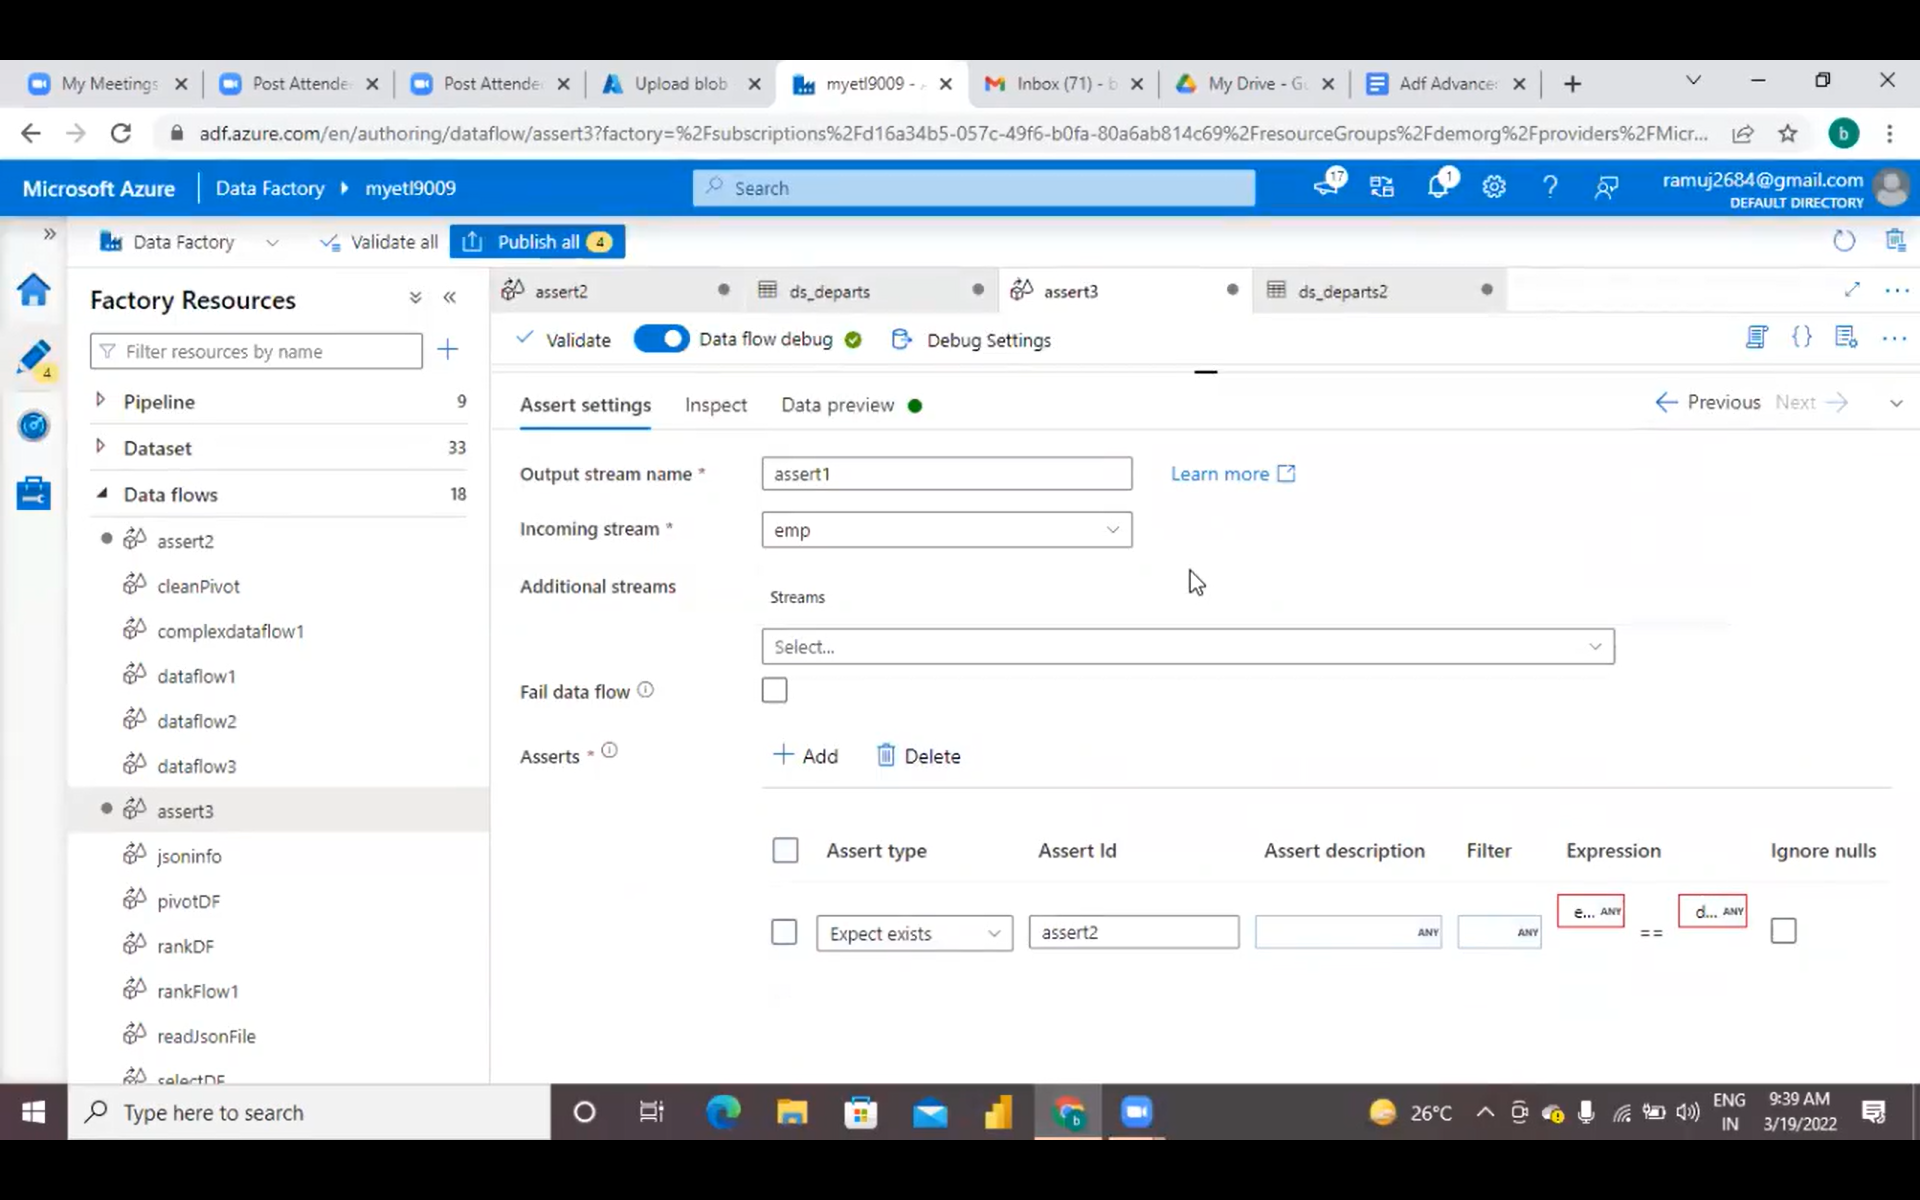 My Meetings
Post Attende
Post Attende
Upload blob
myetl9009 -
Inbox (71) - b
My Drive - G
Adf Advance
adf.azure.com/en/authoring/dataflow/assert3?factory=%2Fsubscriptions%2Fd16a34b5-057c-49f6-b0fa-80a6ab814c69%2FresourceGroups%2Fdemorg%2Fproviders%2FMicr...
b
Microsoft Azure
Data Factory
myetl9009
Search
17
1
ramuj2684@gmail.com
DEFAULT DIRECTORY
Data Factory
Validate all
Publish all 4
Factory Resources
assert2
ds_departs
assert3
ds_departs2
Filter resources by name
Validate
Data flow debug
Debug Settings
4
Pipeline 9
Dataset 33
Data flows 18
assert2
cleanPivot
complexdataflow1
dataflow1
dataflow2
dataflow3
assert3
jsoninfo
pivotDF
rankDF
rankFlow1
readJsonFile
selectDF
Assert settings
Inspect
Data preview
Previous
Next
Output stream name *
assert1
Learn more
Incoming stream *
emp
Additional streams
Streams
Select...
Fail data flow
Asserts *
Add
Delete
Assert type
Assert Id
Assert description
Filter
Expression
Ignore nulls
Expect exists
assert2
ANY
ANY
e... ANY
==
d... ANY
Type here to search
26°C
ENG
IN
9:39 AM
3/19/2022